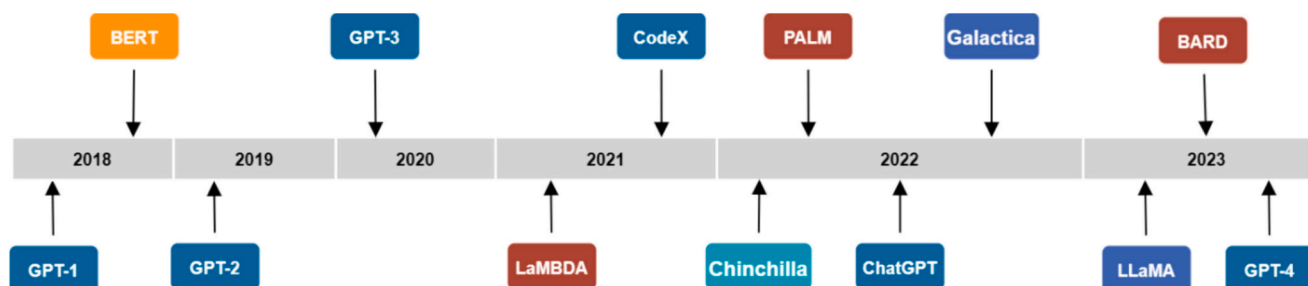 BERT
GPT-3
CodeX
PALM
Galactica
BARD
2018
2019
2020
2021
2022
2023
GPT-1
GPT-2
LaMBDA
Chinchilla
ChatGPT
LLaMA
GPT-4